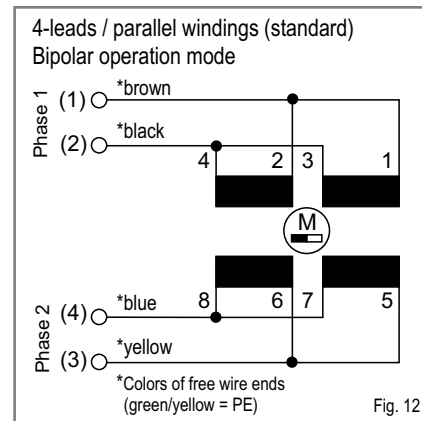 4-leads / parallel windings (standard)
Bipolar operation mode
Phase 1
(1) *brown
(2) *black
4 2 3 1
M
8 6 7 5
Phase 2
(4) *blue
(3) *yellow
*Colors of free wire ends
(green/yellow = PE)
Fig. 12